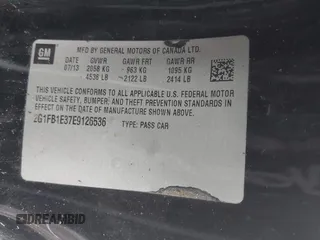 GM
MFD BY GENERAL MOTORS OF CANADA LTD.
DATE GVWR GAWR FRT GAWR RR
07/13 2058 KG 963 KG 1095 KG
4538 LB 2122 LB 2414 LB
THIS VEHICLE CONFORMS TO ALL APPLICABLE U.S. FEDERAL MOTOR
VEHICLE SAFETY, BUMPER, AND THEFT PREVENTION STANDARDS IN
EFFECT ON THE DATE OF MANUFACTURE SHOWN ABOVE.
2G1FB1E37E9126536 TYPE: PASS CAR
DREAMBID